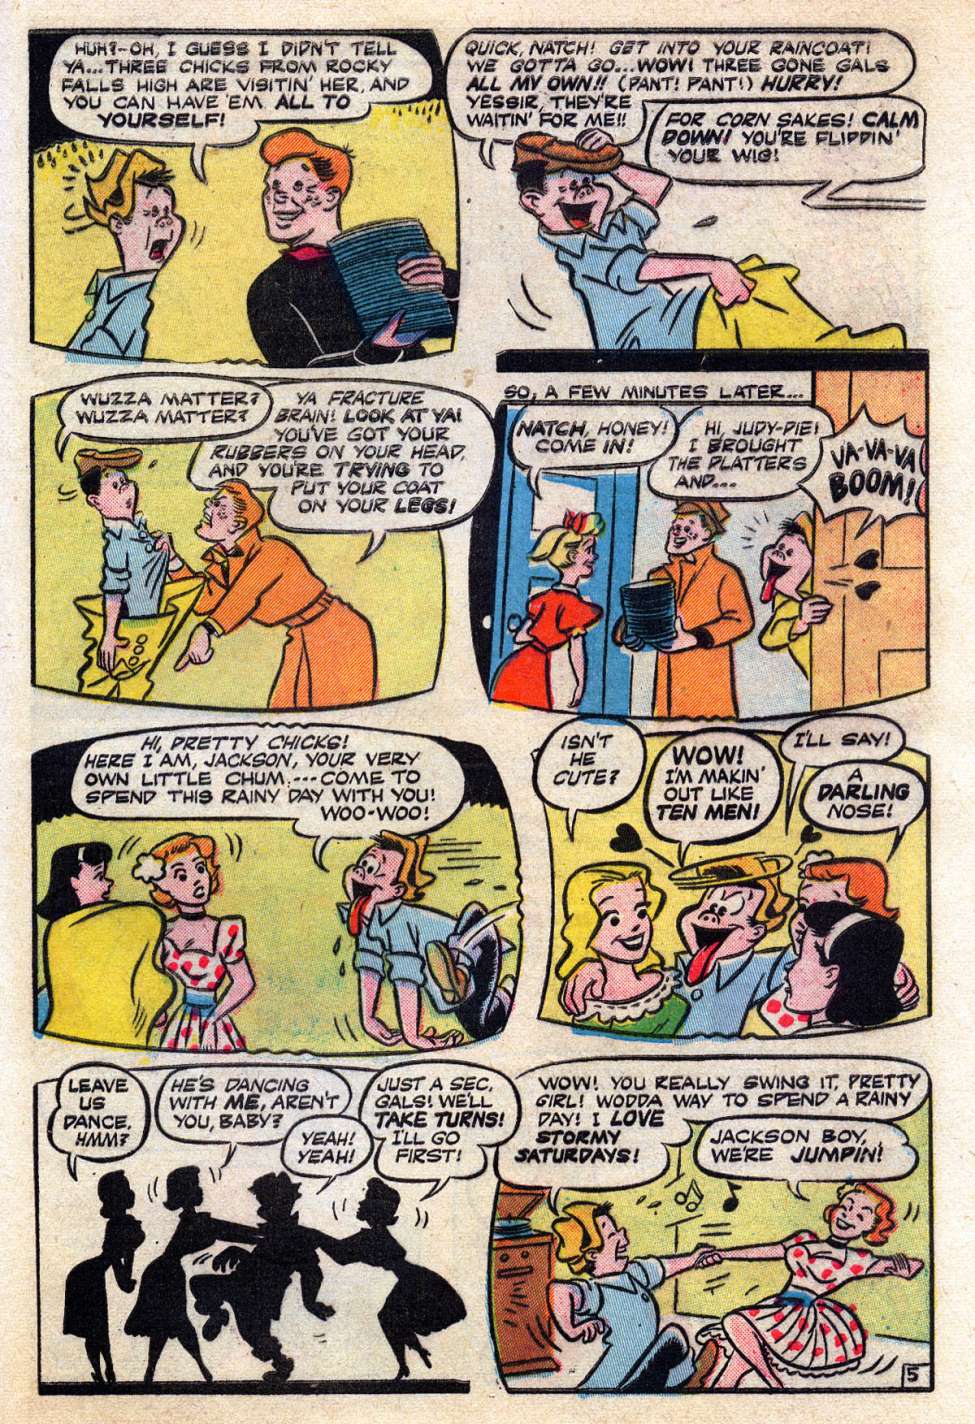 HUH?-OH, I GUESS I DIDN'T TELL
YA...THREE CHICKS FROM ROCKY
FALLS HIGH ARE VISITIN' HER, AND
YOU CAN HAVE 'EM ALL TO
YOURSELF!
QUICK, NATCH! GET INTO YOUR RAINCOAT!
WE GOTTA GO...WOW! THREE GONE GALS
ALL MY OWN!! (PANT! PANT!) HURRY!
YESSIR, THEY'RE
WAITIN' FOR ME!!
FOR CORN SAKES! CALM
DOWN! YOU'RE FLIPPIN'
YOUR WIG!
WUZZA MATTER?
WUZZA MATTER?
YA FRACTURE
BRAIN! LOOK AT YA!
YOU'VE GOT YOUR
RUBBERS ON YOUR HEAD,
AND YOU'RE TRYING TO
PUT YOUR COAT
ON YOUR LEGS!
SO, A FEW MINUTES LATER...
NATCH, HONEY!
COME IN!
HI, JUDY-PIE!
I BROUGHT
THE PLATTERS
AND...
VA-VA-VA
BOOM!
HI, PRETTY CHICKS!
HERE I AM, JACKSON, YOUR VERY
OWN LITTLE CHUM...---COME TO
SPEND THIS RAINY DAY WITH YOU!
WOO-WOO!
ISN'T
HE
CUTE?
WOW!
I'M MAKIN'
OUT LIKE
TEN MEN!
I'LL SAY!
A
DARLING
NOSE!
LEAVE
US
DANCE,
HMM?
HE'S DANCING
WITH ME, AREN'T
YOU, BABY?
YEAH!
YEAH!
JUST A SEC,
GALS! WE'LL
TAKE TURNS!
I'LL GO
FIRST!
WOW! YOU REALLY SWING IT, PRETTY
GIRL! WODDA WAY TO SPEND A RAINY
DAY! I LOVE
STORMY
SATURDAYS!
JACKSON BOY,
WE'RE JUMPIN'!
5